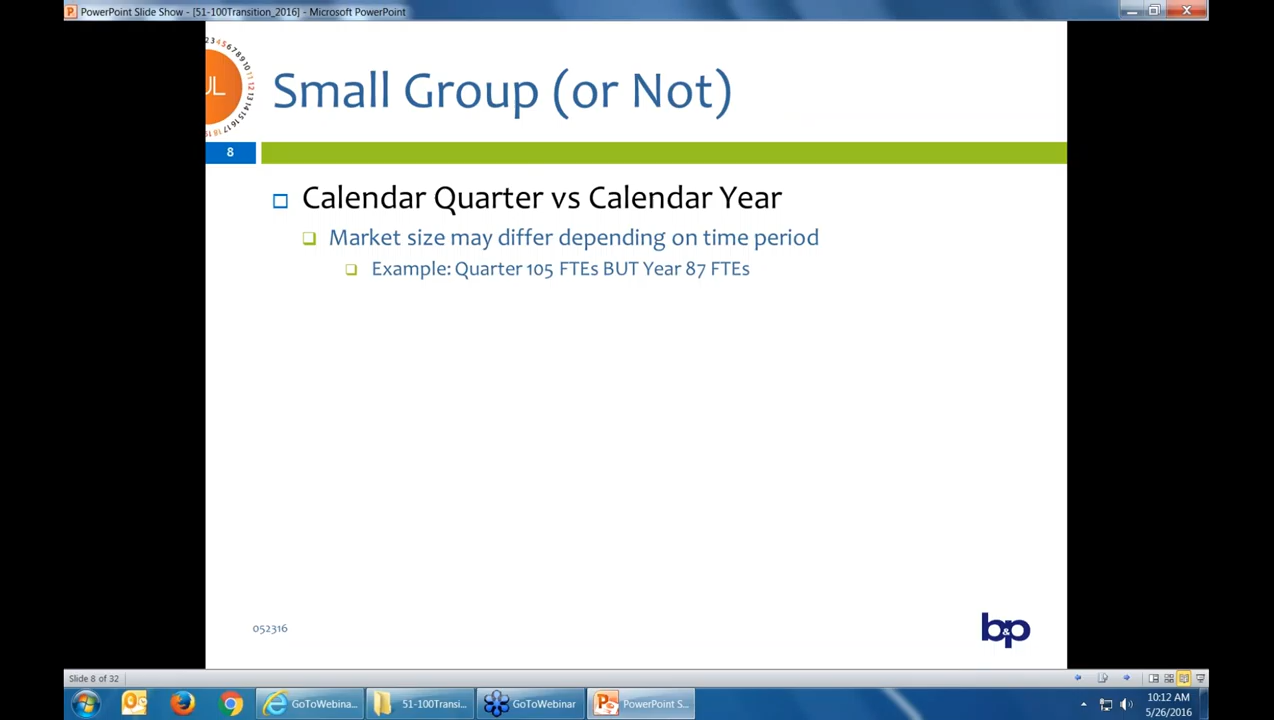 PowerPoint Slide Show - [51-100Transition_2016] - Microsoft PowerPoint
Small Group (or Not)
8
Calendar Quarter vs Calendar Year
Market size may differ depending on time period
Example: Quarter 105 FTEs BUT Year 87 FTEs
052316
b&p
Slide 8 of 32
GoToWebina...
51-100Transi...
GoToWebinar
PowerPoint S...
10:12 AM
5/26/2016